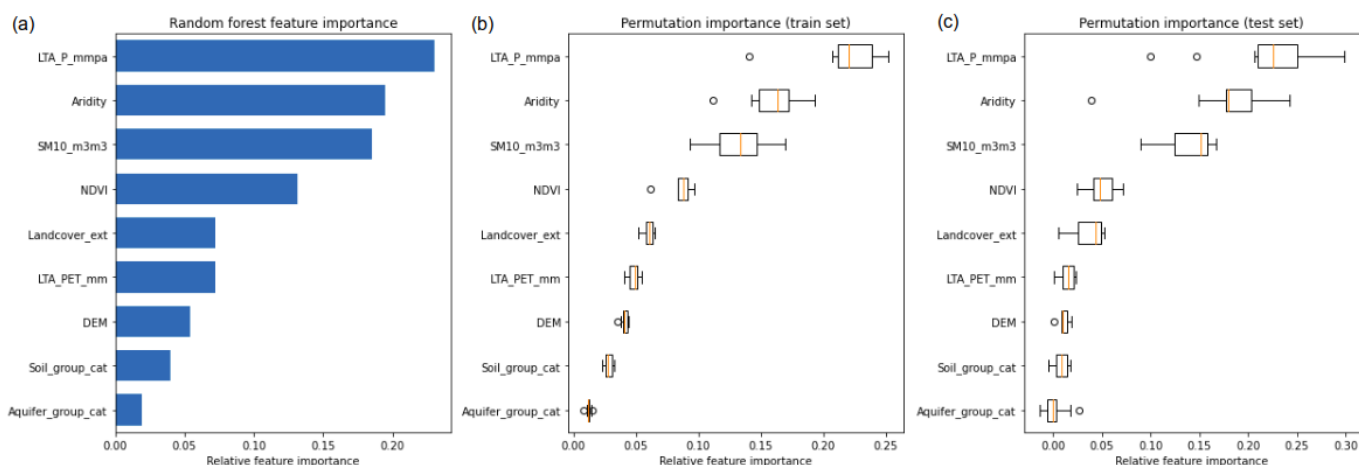 (a)
Random forest feature importance
LTA_P_mmpa
Aridity
SM10_m3m3
NDVI
Landcover_ext
LTA_PET_mm
DEM
Soil_group_cat
Aquifer_group_cat
0.00 0.05 0.10 0.15 0.20
Relative feature importance
(b)
Permutation importance (train set)
LTA_P_mmpa
Aridity
SM10_m3m3
NDVI
Landcover_ext
LTA_PET_mm
DEM
Soil_group_cat
Aquifer_group_cat
0.00 0.05 0.10 0.15 0.20 0.25
Relative feature importance
(c)
Permutation importance (test set)
LTA_P_mmpa
Aridity
SM10_m3m3
NDVI
Landcover_ext
LTA_PET_mm
DEM
Soil_group_cat
Aquifer_group_cat
0.00 0.05 0.10 0.15 0.20 0.25 0.30
Relative feature importance